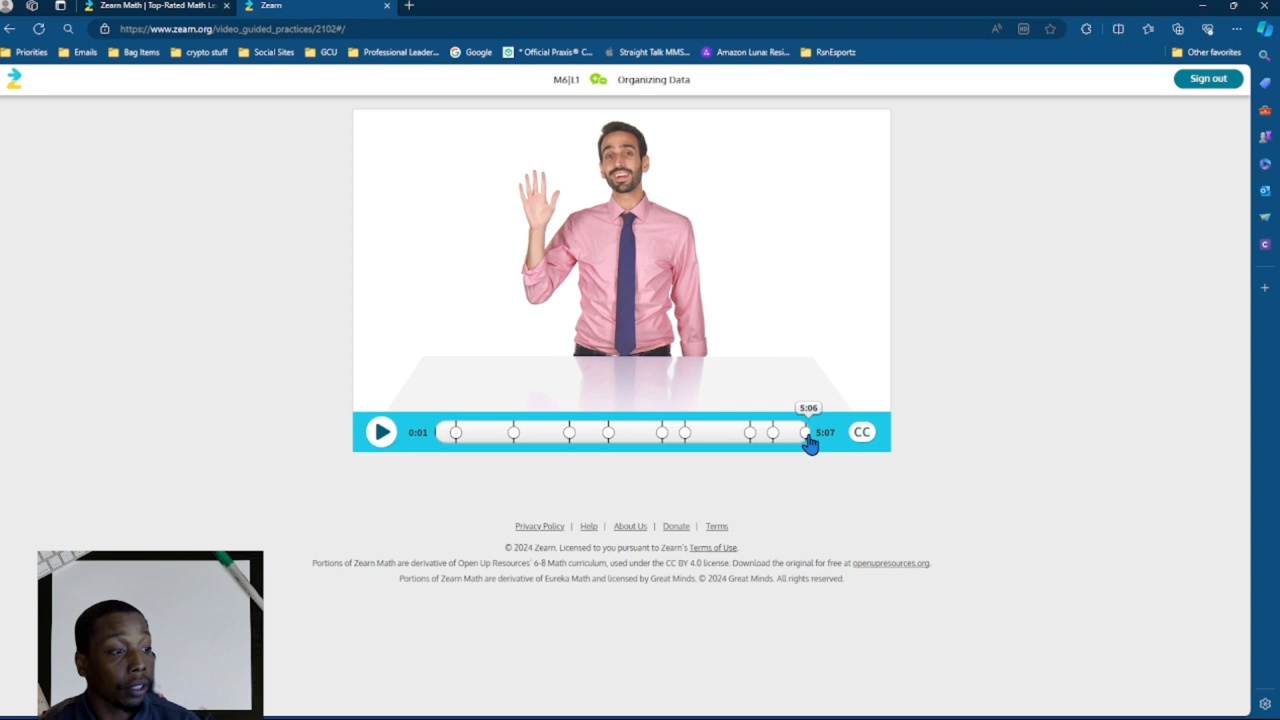 Zearn Math | Top-Rated Math Le
Zearn
https://www.zearn.org/video_guided_practices/2102#/
Priorities
Emails
Bag Items
crypto stuff
Social Sites
GCU
Professional Leader...
Google
* Official Praxis® C...
Straight Talk MMS...
Amazon Luna: Resi...
RsnEsportz
Other favorites
M6|L1 Organizing Data
Sign out
5:06
0:01
5:07
CC
Privacy Policy | Help | About Us | Donate | Terms
© 2024 Zearn. Licensed to you pursuant to Zearn's Terms of Use.
Portions of Zearn Math are derivative of Open Up Resources' 6-8 Math curriculum, used under the CC BY 4.0 license. Download the original for free at openupresources.org.
Portions of Zearn Math are derivative of Eureka Math and licensed by Great Minds. © 2024 Great Minds. All rights reserved.